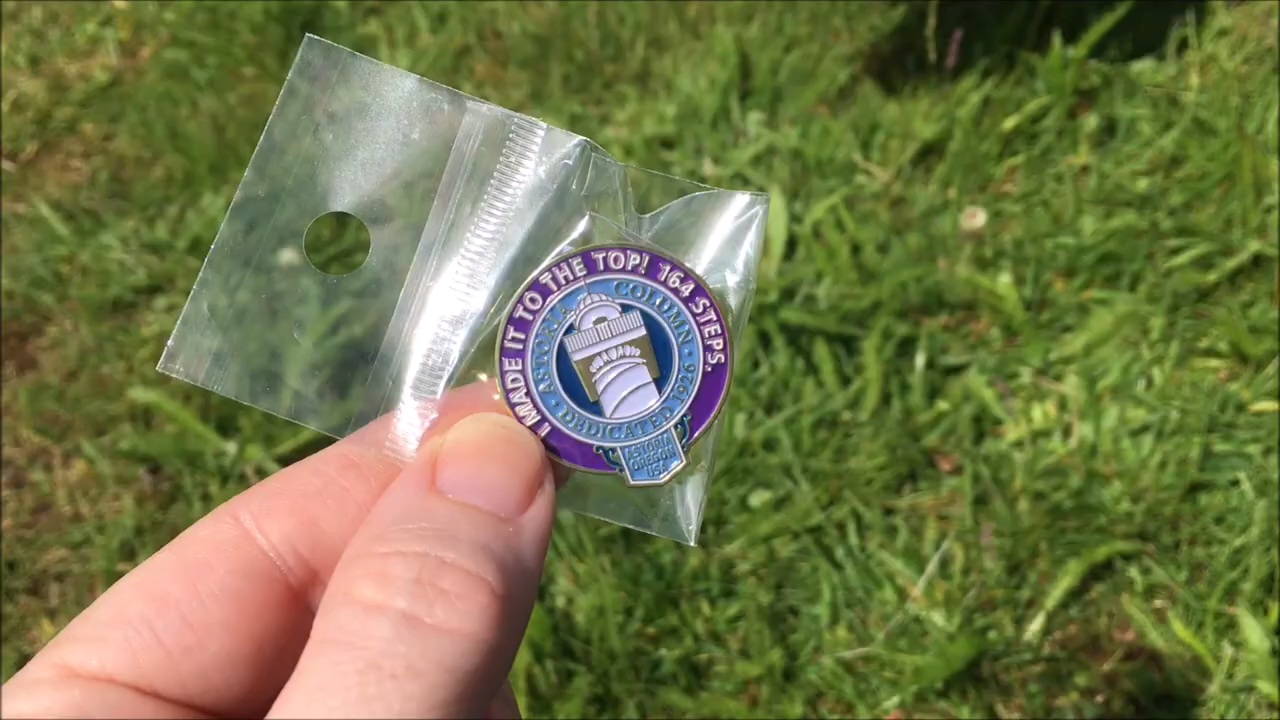 I MADE IT TO THE TOP! 164 STEPS.
ASTORIA COLUMN
• DEDICATED 1926 •
ASTORIA
OREGON
USA